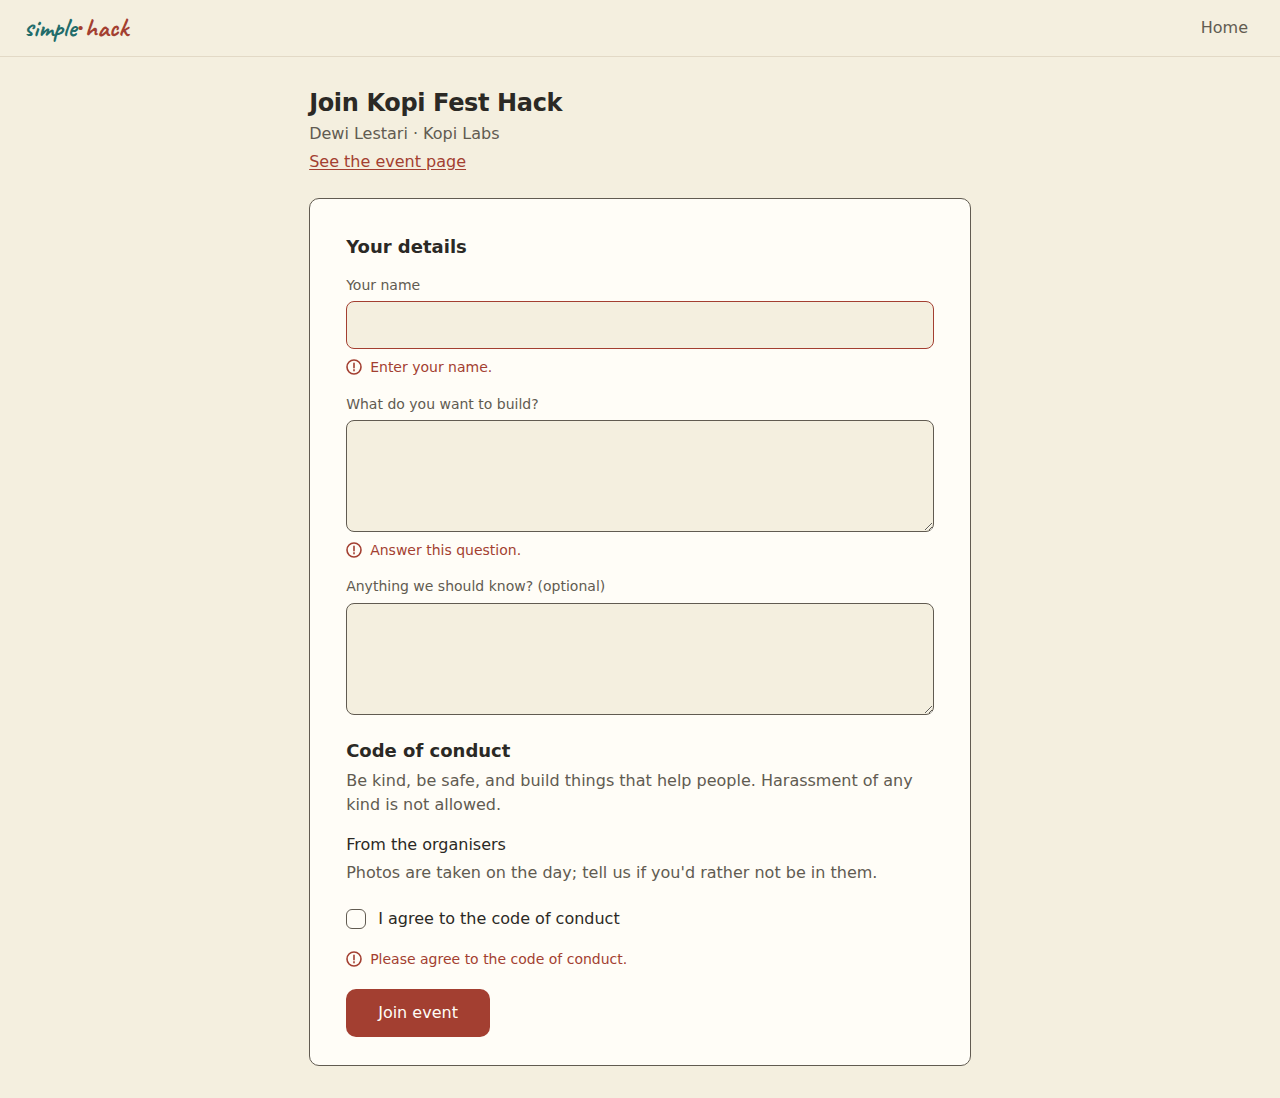 simple·hack
Home
Join Kopi Fest Hack
Dewi Lestari · Kopi Labs
See the event page
Your details
Your name
Enter your name.
What do you want to build?
Answer this question.
Anything we should know? (optional)
Code of conduct
Be kind, be safe, and build things that help people. Harassment of any
kind is not allowed.
From the organisers
Photos are taken on the day; tell us if you'd rather not be in them.
I agree to the code of conduct
Please agree to the code of conduct.
Join event